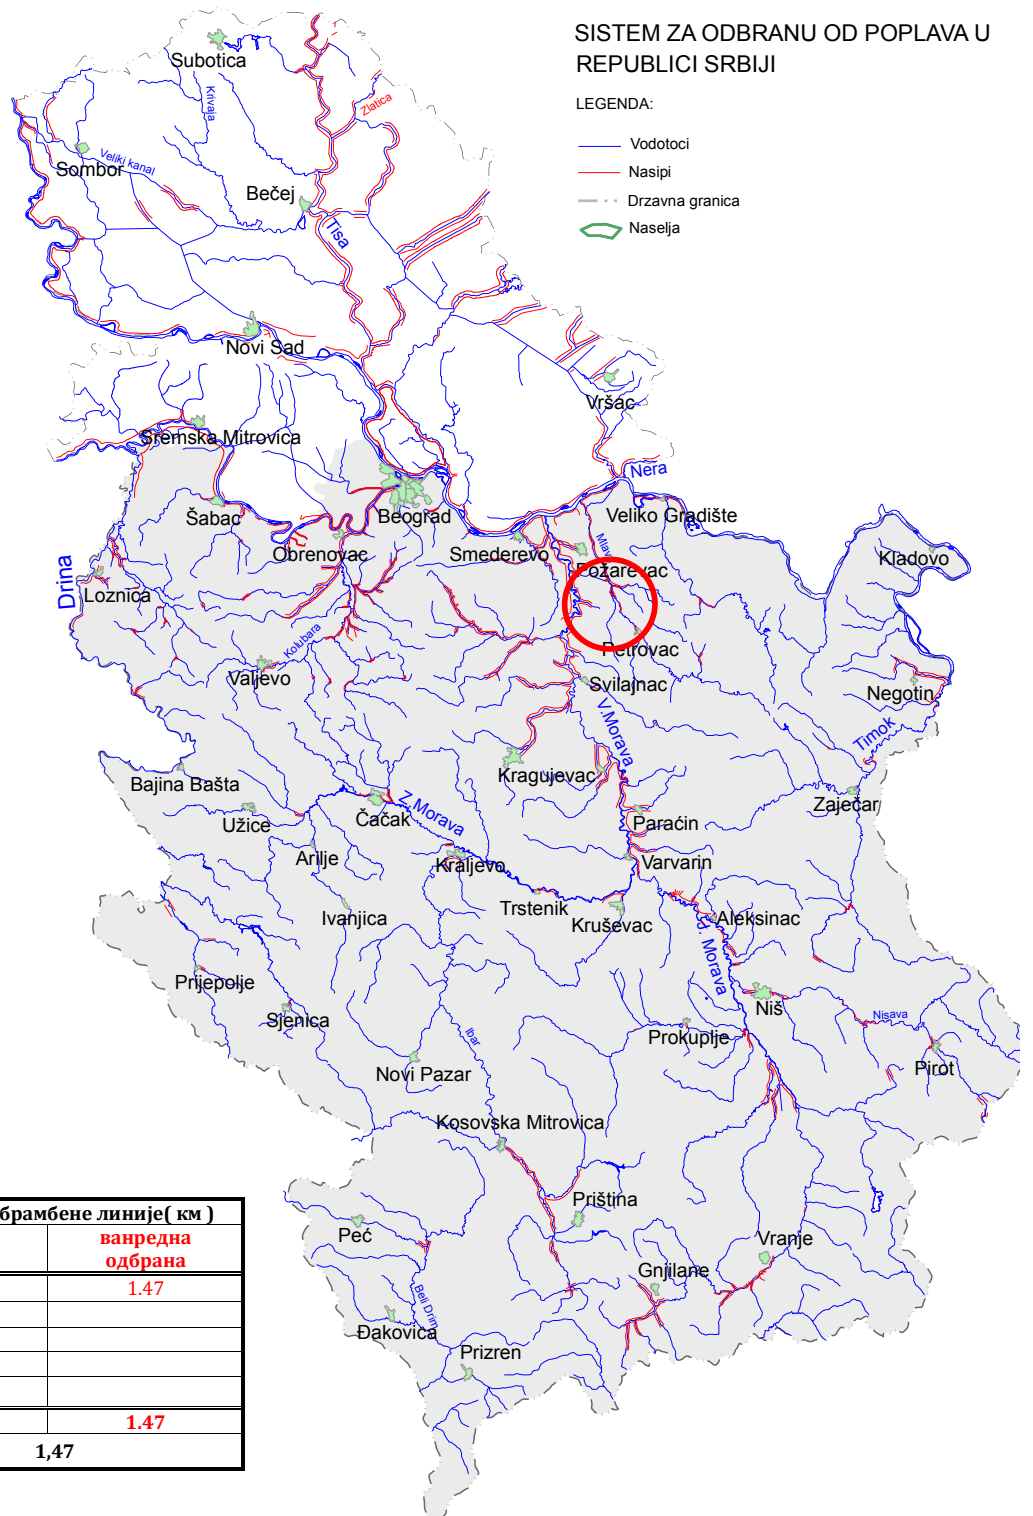 SISTEM ZA ODBRANU OD POPLAVA U
REPUBLICI SRBIJI
LEGENDA:
Vodotoci
Nasipi
Drzavna granica
Naselja
Subotica
Krivaja
Zlatica
Sombor
Veliki kanal
Bečej
Tisa
Novi Sad
Vršac
Sremska Mitrovica
Nera
Šabac
Beograd
Veliko Gradište
Obrenovac
Smederevo
Požarevac
Kladovo
Drina
Loznica
Kolubara
Petrovac
Valjevo
Svilajnac
Negotin
V.Morava
Timok
Bajina Bašta
Kragujevac
Zaječar
Užice
Čačak
Z.Morava
Paraćin
Arilje
Kraljevo
Varvarin
Ivanjica
Trstenik
Kruševac
Aleksinac
J. Morava
Prijepolje
Sjenica
Niš
Nisava
Ibar
Prokuplje
Novi Pazar
Pirot
Kosovska Mitrovica
Priština
Peć
Vranje
Gnjilane
Beli Drim
Đakovica
Prizren
брамбене линије( км )
ванредна
одбрана
1.47
1.47
1,47